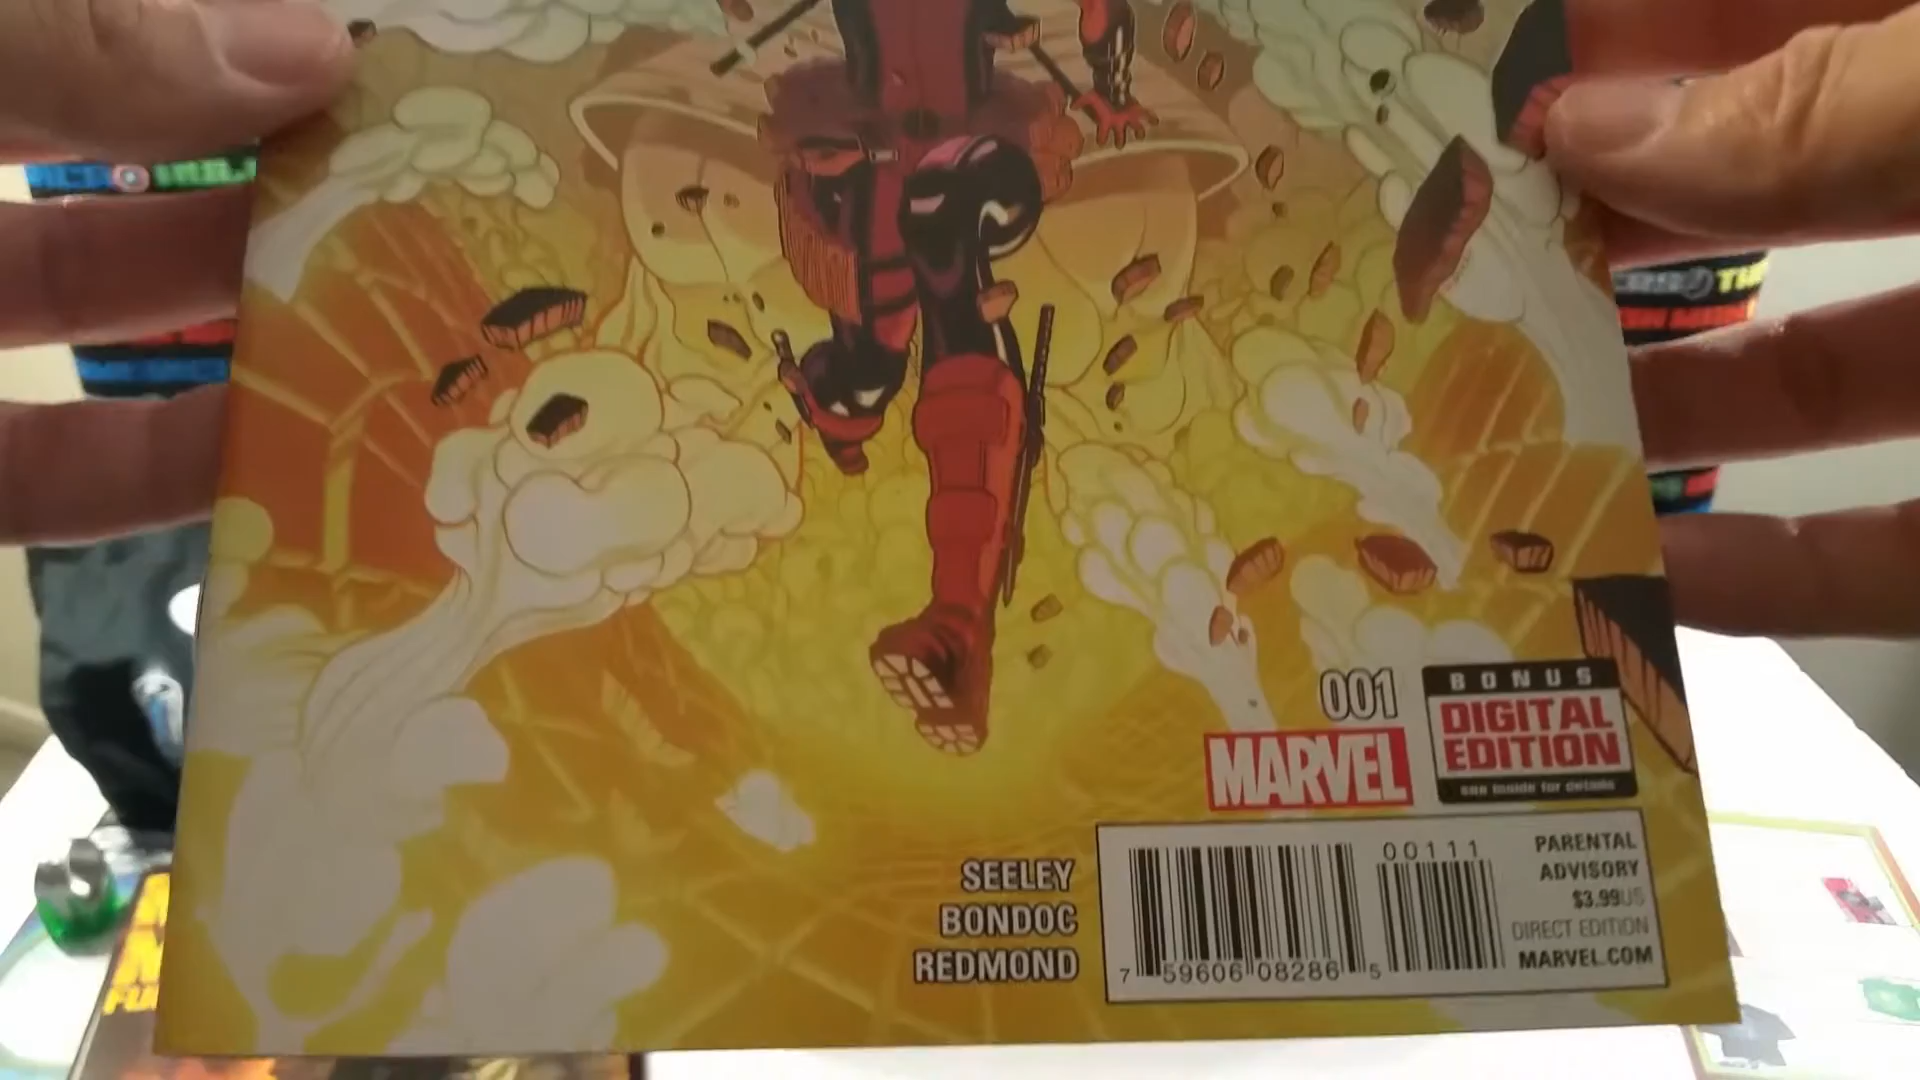 HULK
001
MARVEL
BONUS
DIGITAL
EDITION
see inside for details
SEELEY
BONDOC
REDMOND
00111
7 59606 08286 5
PARENTAL
ADVISORY
$3.99US
DIRECT EDITION
MARVEL.COM